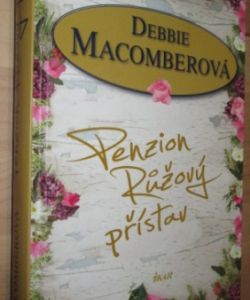 DEBBIE
MACOMBEROVÁ
Penzion
Růžový
přístav
IKAR